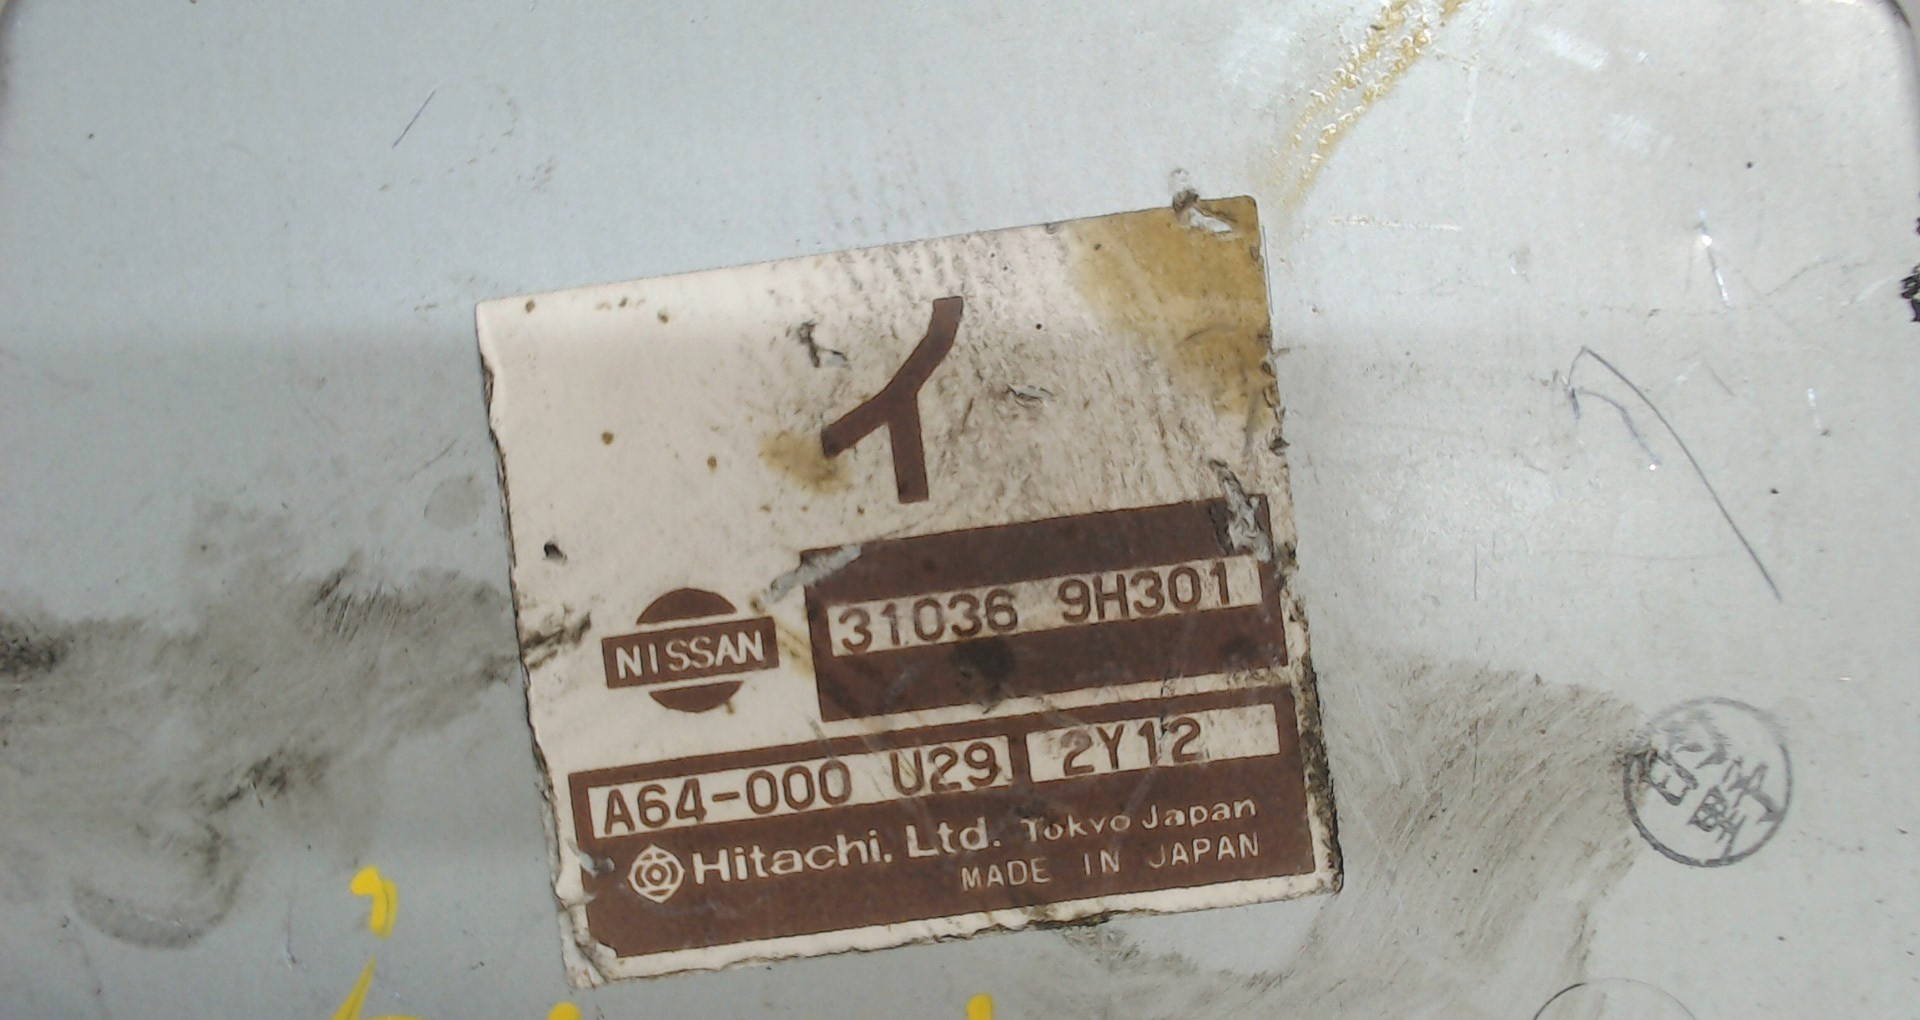 イ
31036 9H301
NISSAN
A64-000 U29 2Y12
Hitachi, Ltd. Tokyo Japan
MADE IN JAPAN